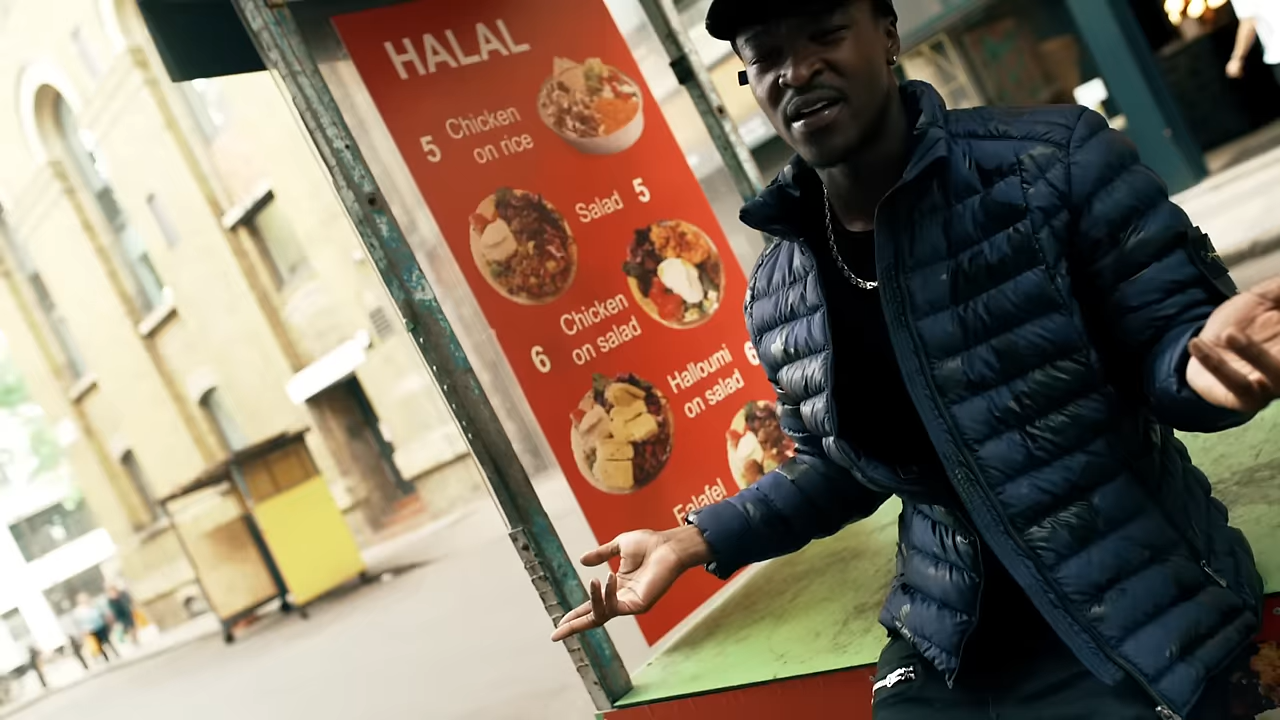 HALAL
5 Chicken
on rice
Salad 5
Chicken
6 on salad
Halloumi 6
on salad
Falafel